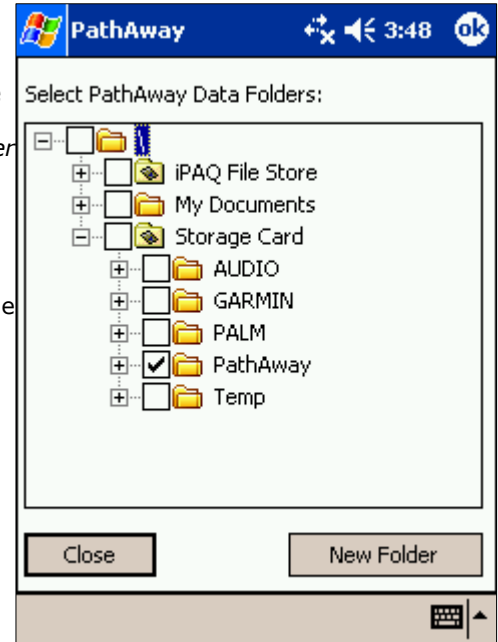 PathAway 3:48 ok
Select PathAway Data Folders:
\
er
iPAQ File Store
My Documents
Storage Card
AUDIO
e
GARMIN
PALM
PathAway
Temp
Close New Folder